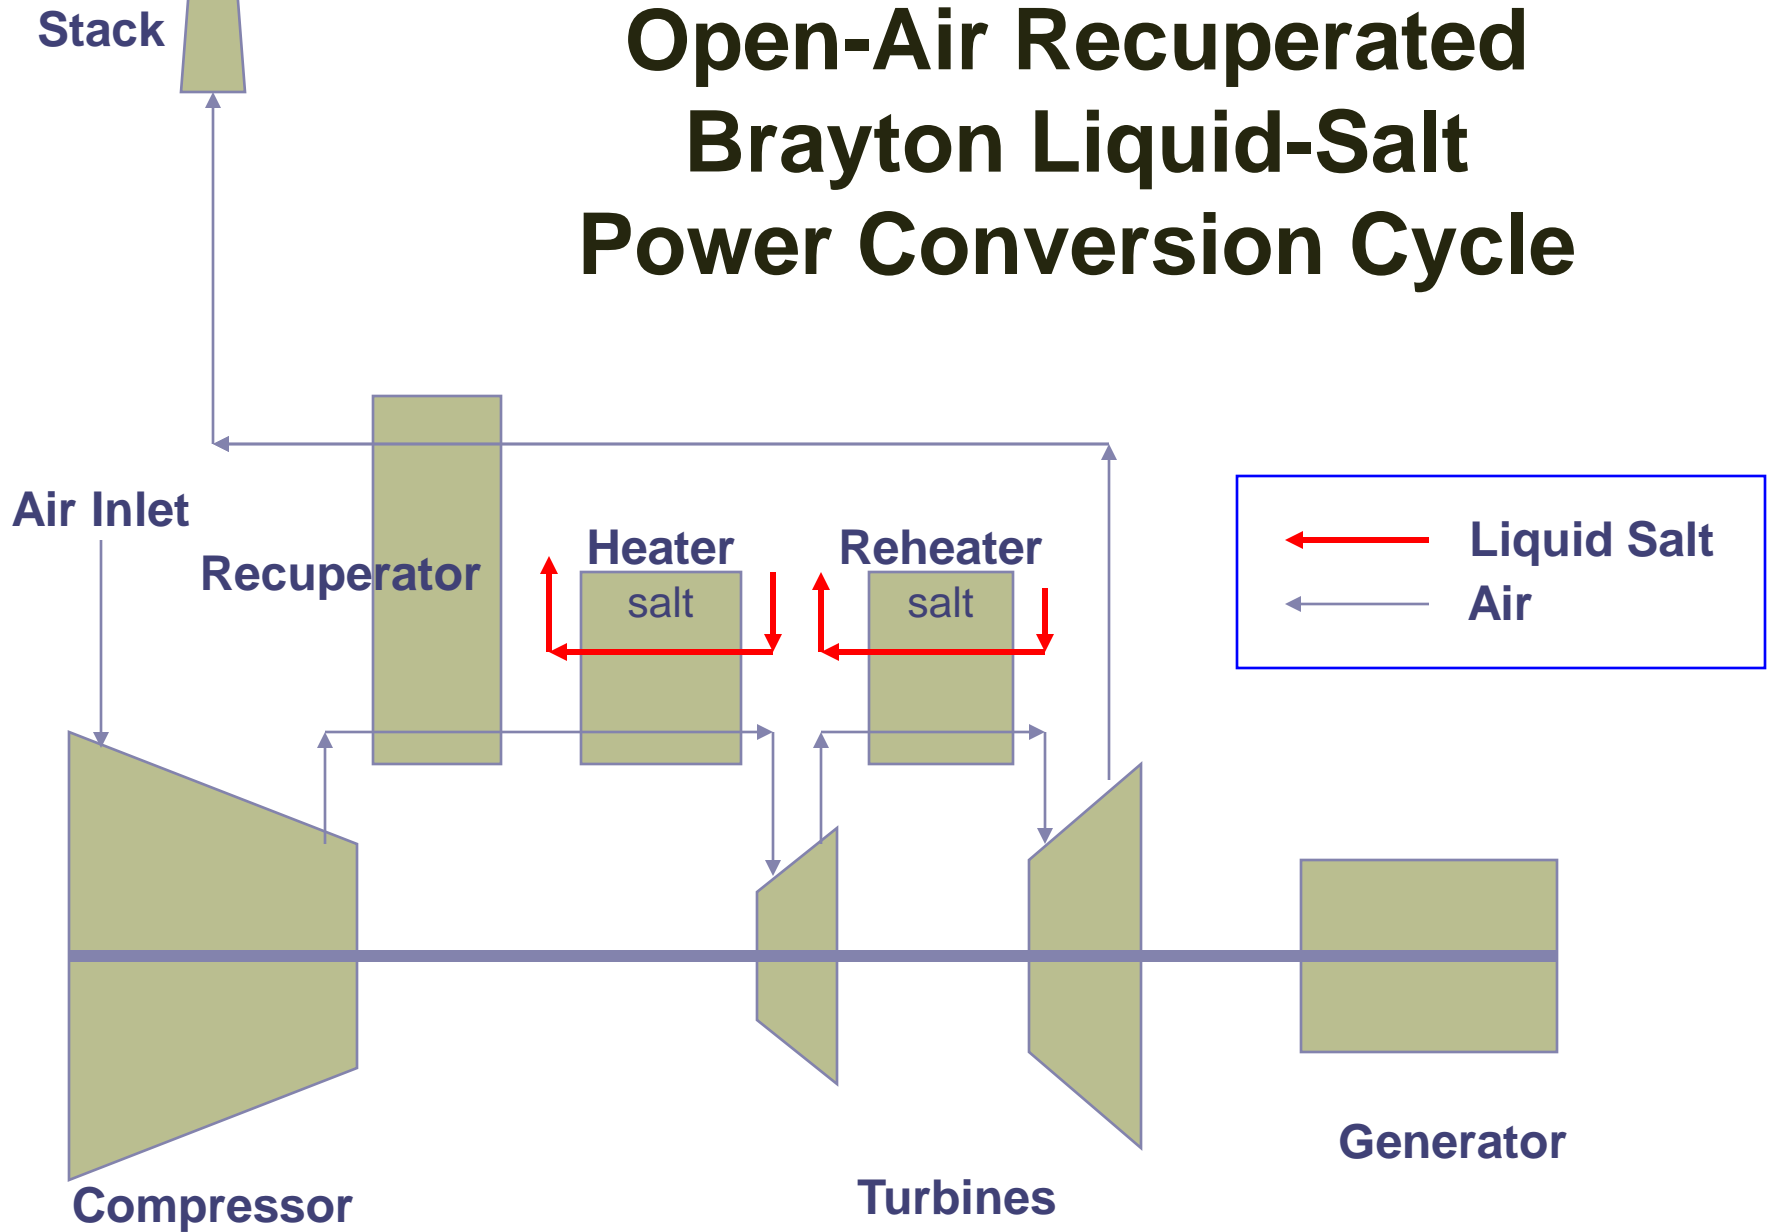 Stack
Open-Air Recuperated
Brayton Liquid-Salt
Power Conversion Cycle
Air Inlet
Recuperator
Heater
salt
Reheater
salt
Liquid Salt
Air
Compressor
Turbines
Generator